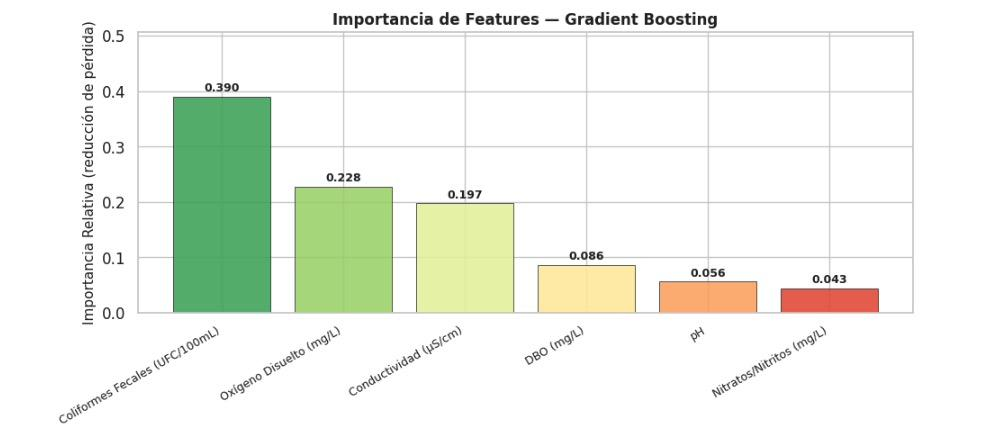 Importancia de Features — Gradient Boosting
Importancia Relativa (reducción de pérdida)
0.5
0.4
0.3
0.2
0.1
0.0
0.390
0.228
0.197
0.086
0.056
0.043
Coliformes Fecales (UFC/100mL)
Oxígeno Disuelto (mg/L)
Conductividad (µS/cm)
DBO (mg/L)
pH
Nitratos/Nitritos (mg/L)